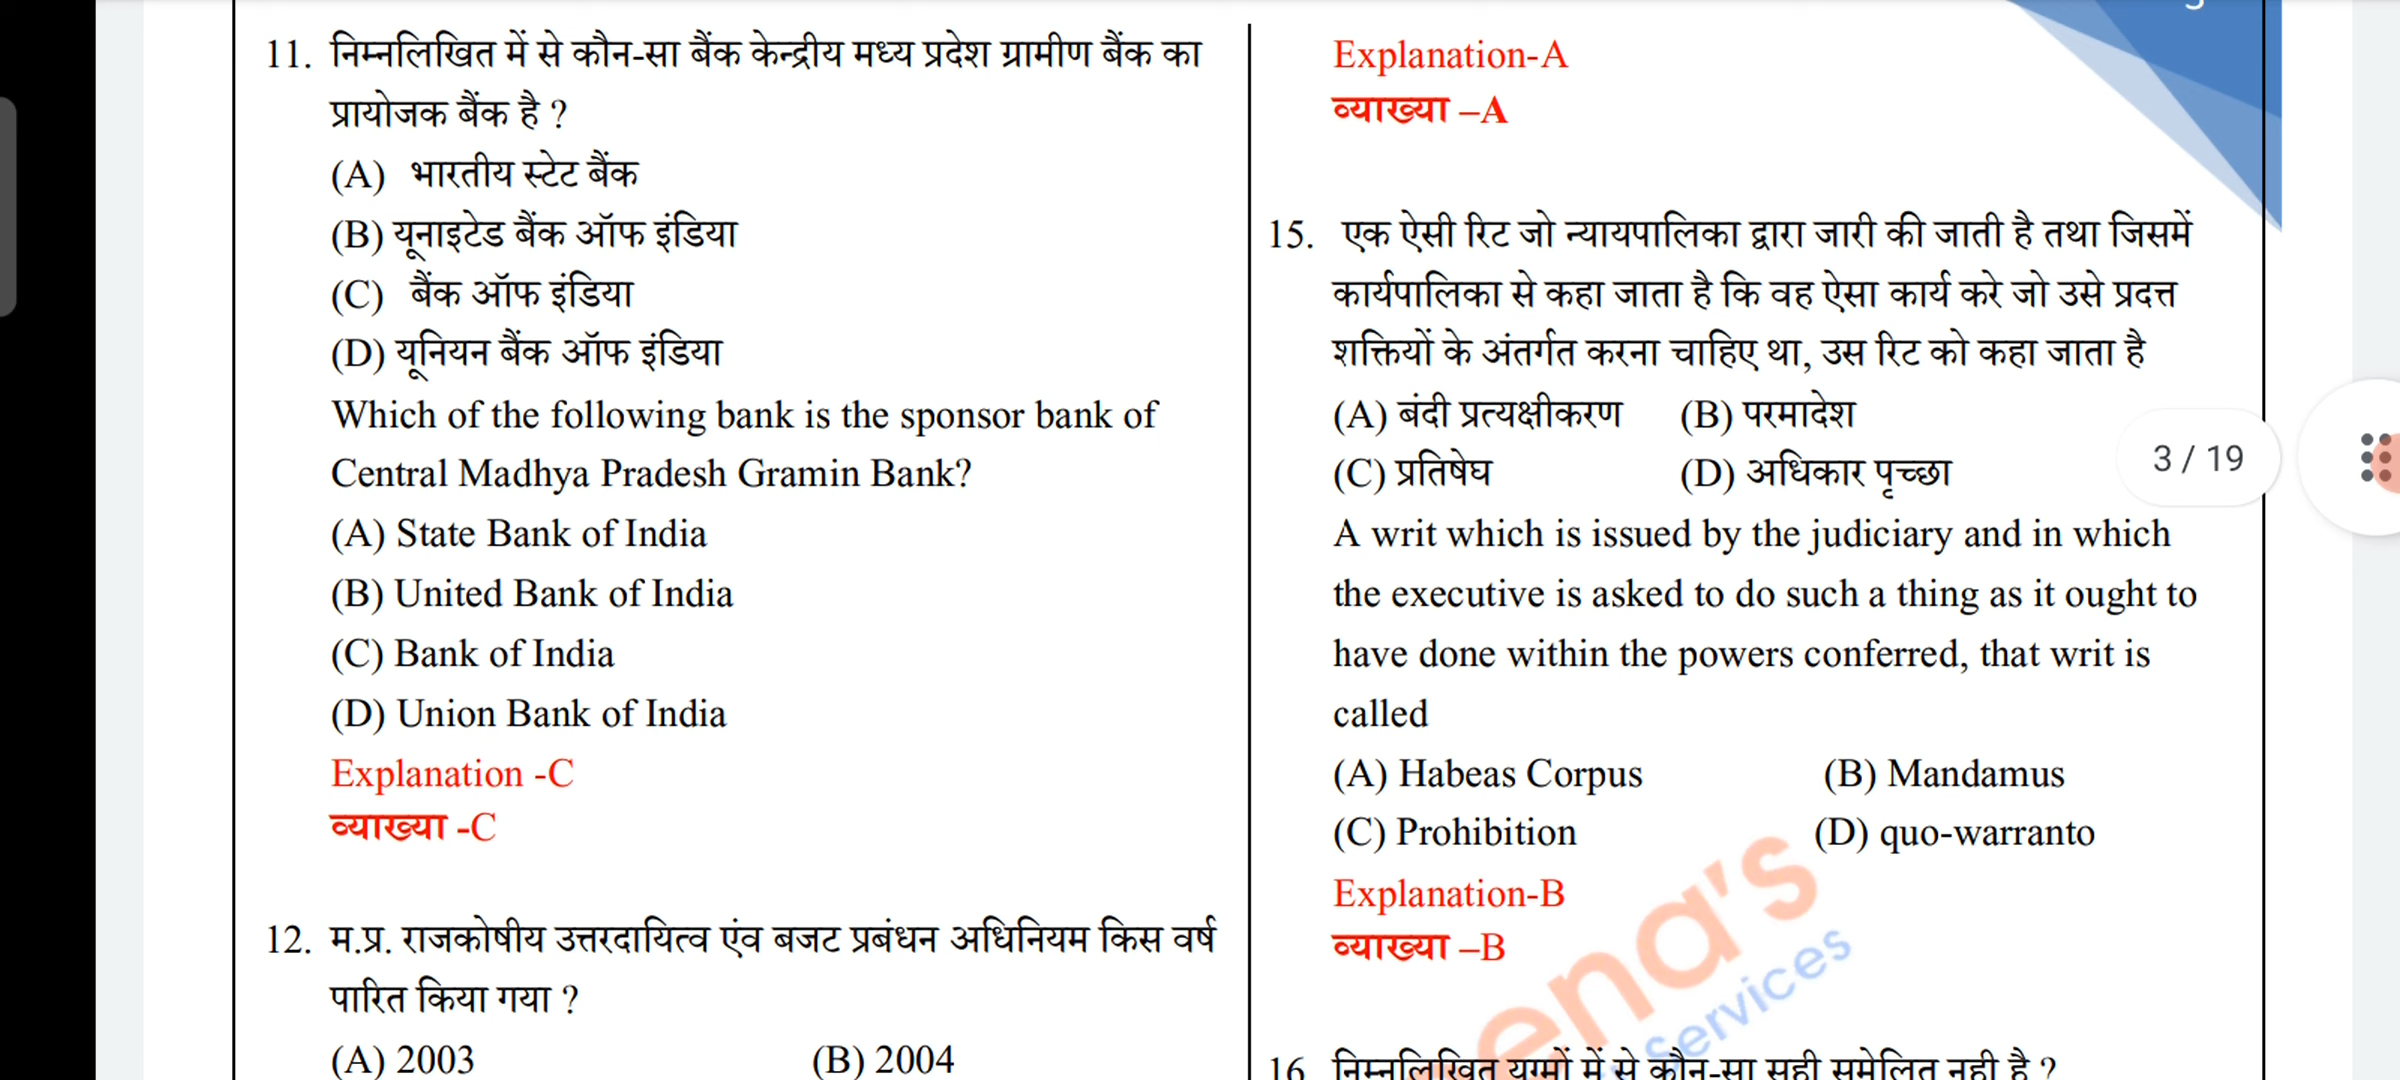 11. निम्नलिखित में से कौन-सा बैंक केन्द्रीय मध्य प्रदेश ग्रामीण बैंक का
प्रायोजक बैंक है ?
(A) भारतीय स्टेट बैंक
(B) यूनाइटेड बैंक ऑफ इंडिया
(C) बैंक ऑफ इंडिया
(D) यूनियन बैंक ऑफ इंडिया
Which of the following bank is the sponsor bank of
Central Madhya Pradesh Gramin Bank?
(A) State Bank of India
(B) United Bank of India
(C) Bank of India
(D) Union Bank of India
Explanation -C
व्याख्या -C
12. म.प्र. राजकोषीय उत्तरदायित्व एंव बजट प्रबंधन अधिनियम किस वर्ष
पारित किया गया ?
(A) 2003 (B) 2004
Explanation-A
व्याख्या –A
15. एक ऐसी रिट जो न्यायपालिका द्वारा जारी की जाती है तथा जिसमें
कार्यपालिका से कहा जाता है कि वह ऐसा कार्य करे जो उसे प्रदत्त
शक्तियों के अंतर्गत करना चाहिए था, उस रिट को कहा जाता है
(A) बंदी प्रत्यक्षीकरण (B) परमादेश
(C) प्रतिषेघ (D) अधिकार पृच्छा
A writ which is issued by the judiciary and in which
the executive is asked to do such a thing as it ought to
have done within the powers conferred, that writ is
called
(A) Habeas Corpus (B) Mandamus
(C) Prohibition (D) quo-warranto
Explanation-B
व्याख्या –B
16 निम्नलिखित युग्मों में से कौन-सा सही सुमेलित नही है ?
3 / 19
ena's
services